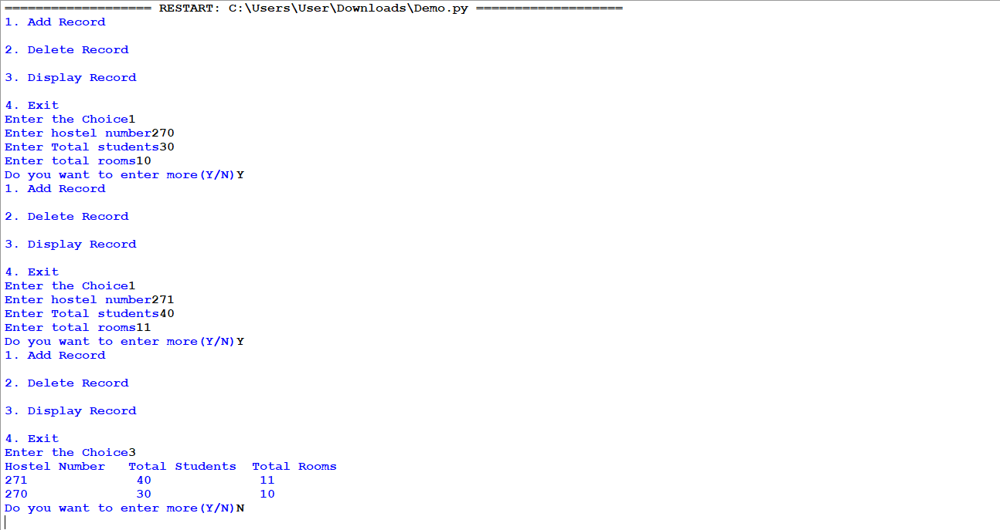 =================== RESTART: C:\Users\User\Downloads\Demo.py ===================
1. Add Record
2. Delete Record
3. Display Record
4. Exit
Enter the Choice1
Enter hostel number270
Enter Total students30
Enter total rooms10
Do you want to enter more(Y/N)Y
1. Add Record
2. Delete Record
3. Display Record
4. Exit
Enter the Choice1
Enter hostel number271
Enter Total students40
Enter total rooms11
Do you want to enter more(Y/N)Y
1. Add Record
2. Delete Record
3. Display Record
4. Exit
Enter the Choice3
Hostel Number   Total Students  Total Rooms
271              40              11
270              30              10
Do you want to enter more(Y/N)N